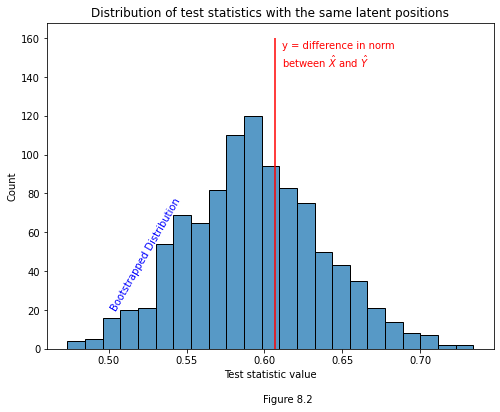 Distribution of test statistics with the same latent positions
160
140
120
100
80
60
40
20
0
Count
y = difference in norm
between X̂ and Ŷ
Bootstrapped Distribution
0.50 0.55 0.60 0.65 0.70
Test statistic value
Figure 8.2